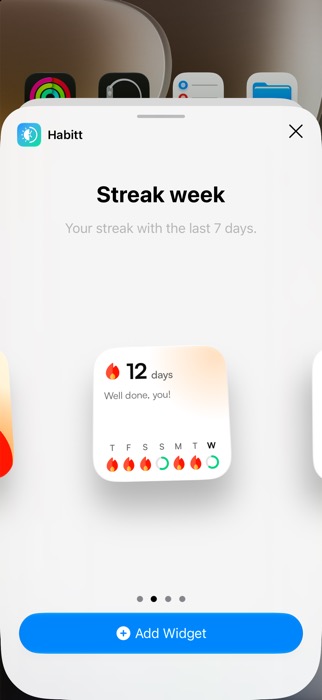 Habitt
Streak week
Your streak with the last 7 days.
12 days
Well done, you!
T F S S M T W
Add Widget